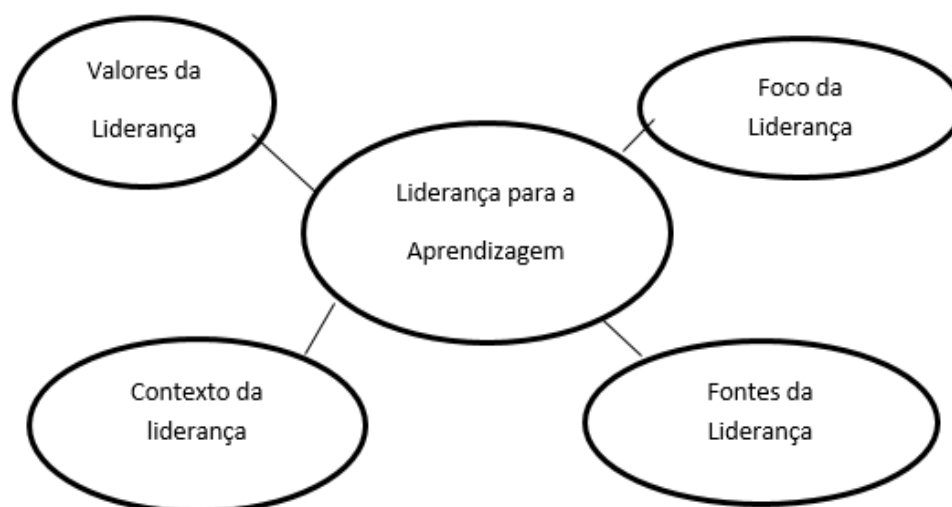 Valores da
Liderança
Foco da
Liderança
Liderança para a
Aprendizagem
Contexto da
liderança
Fontes da
Liderança